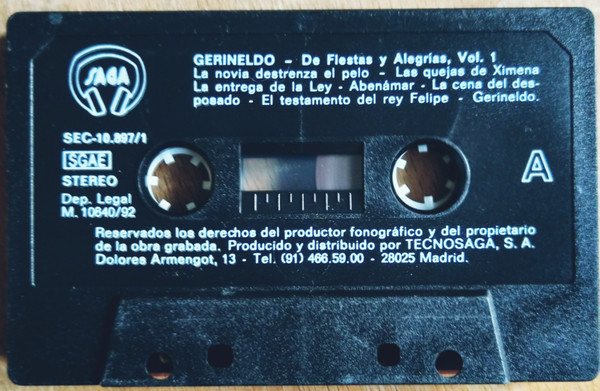 SAGA
GERINELDO – De Fiestas y Alegrías, Vol. 1
La novia destrenza el pelo - Las quejas de Ximena
La entrega de la Ley - Abenámar - La cena del des-
posado - El testamento del rey Felipe - Gerineldo.
SEC-10.897/1
SGAE
STEREO
Dep. Legal
M. 10640/92
A
Reservados los derechos del productor fonográfico y del propietario
de la obra grabada. Producido y distribuido por TECNOSAGA, S. A.
Dolores Armengot, 13 - Tel. (91) 466.59.00 - 28025 Madrid.